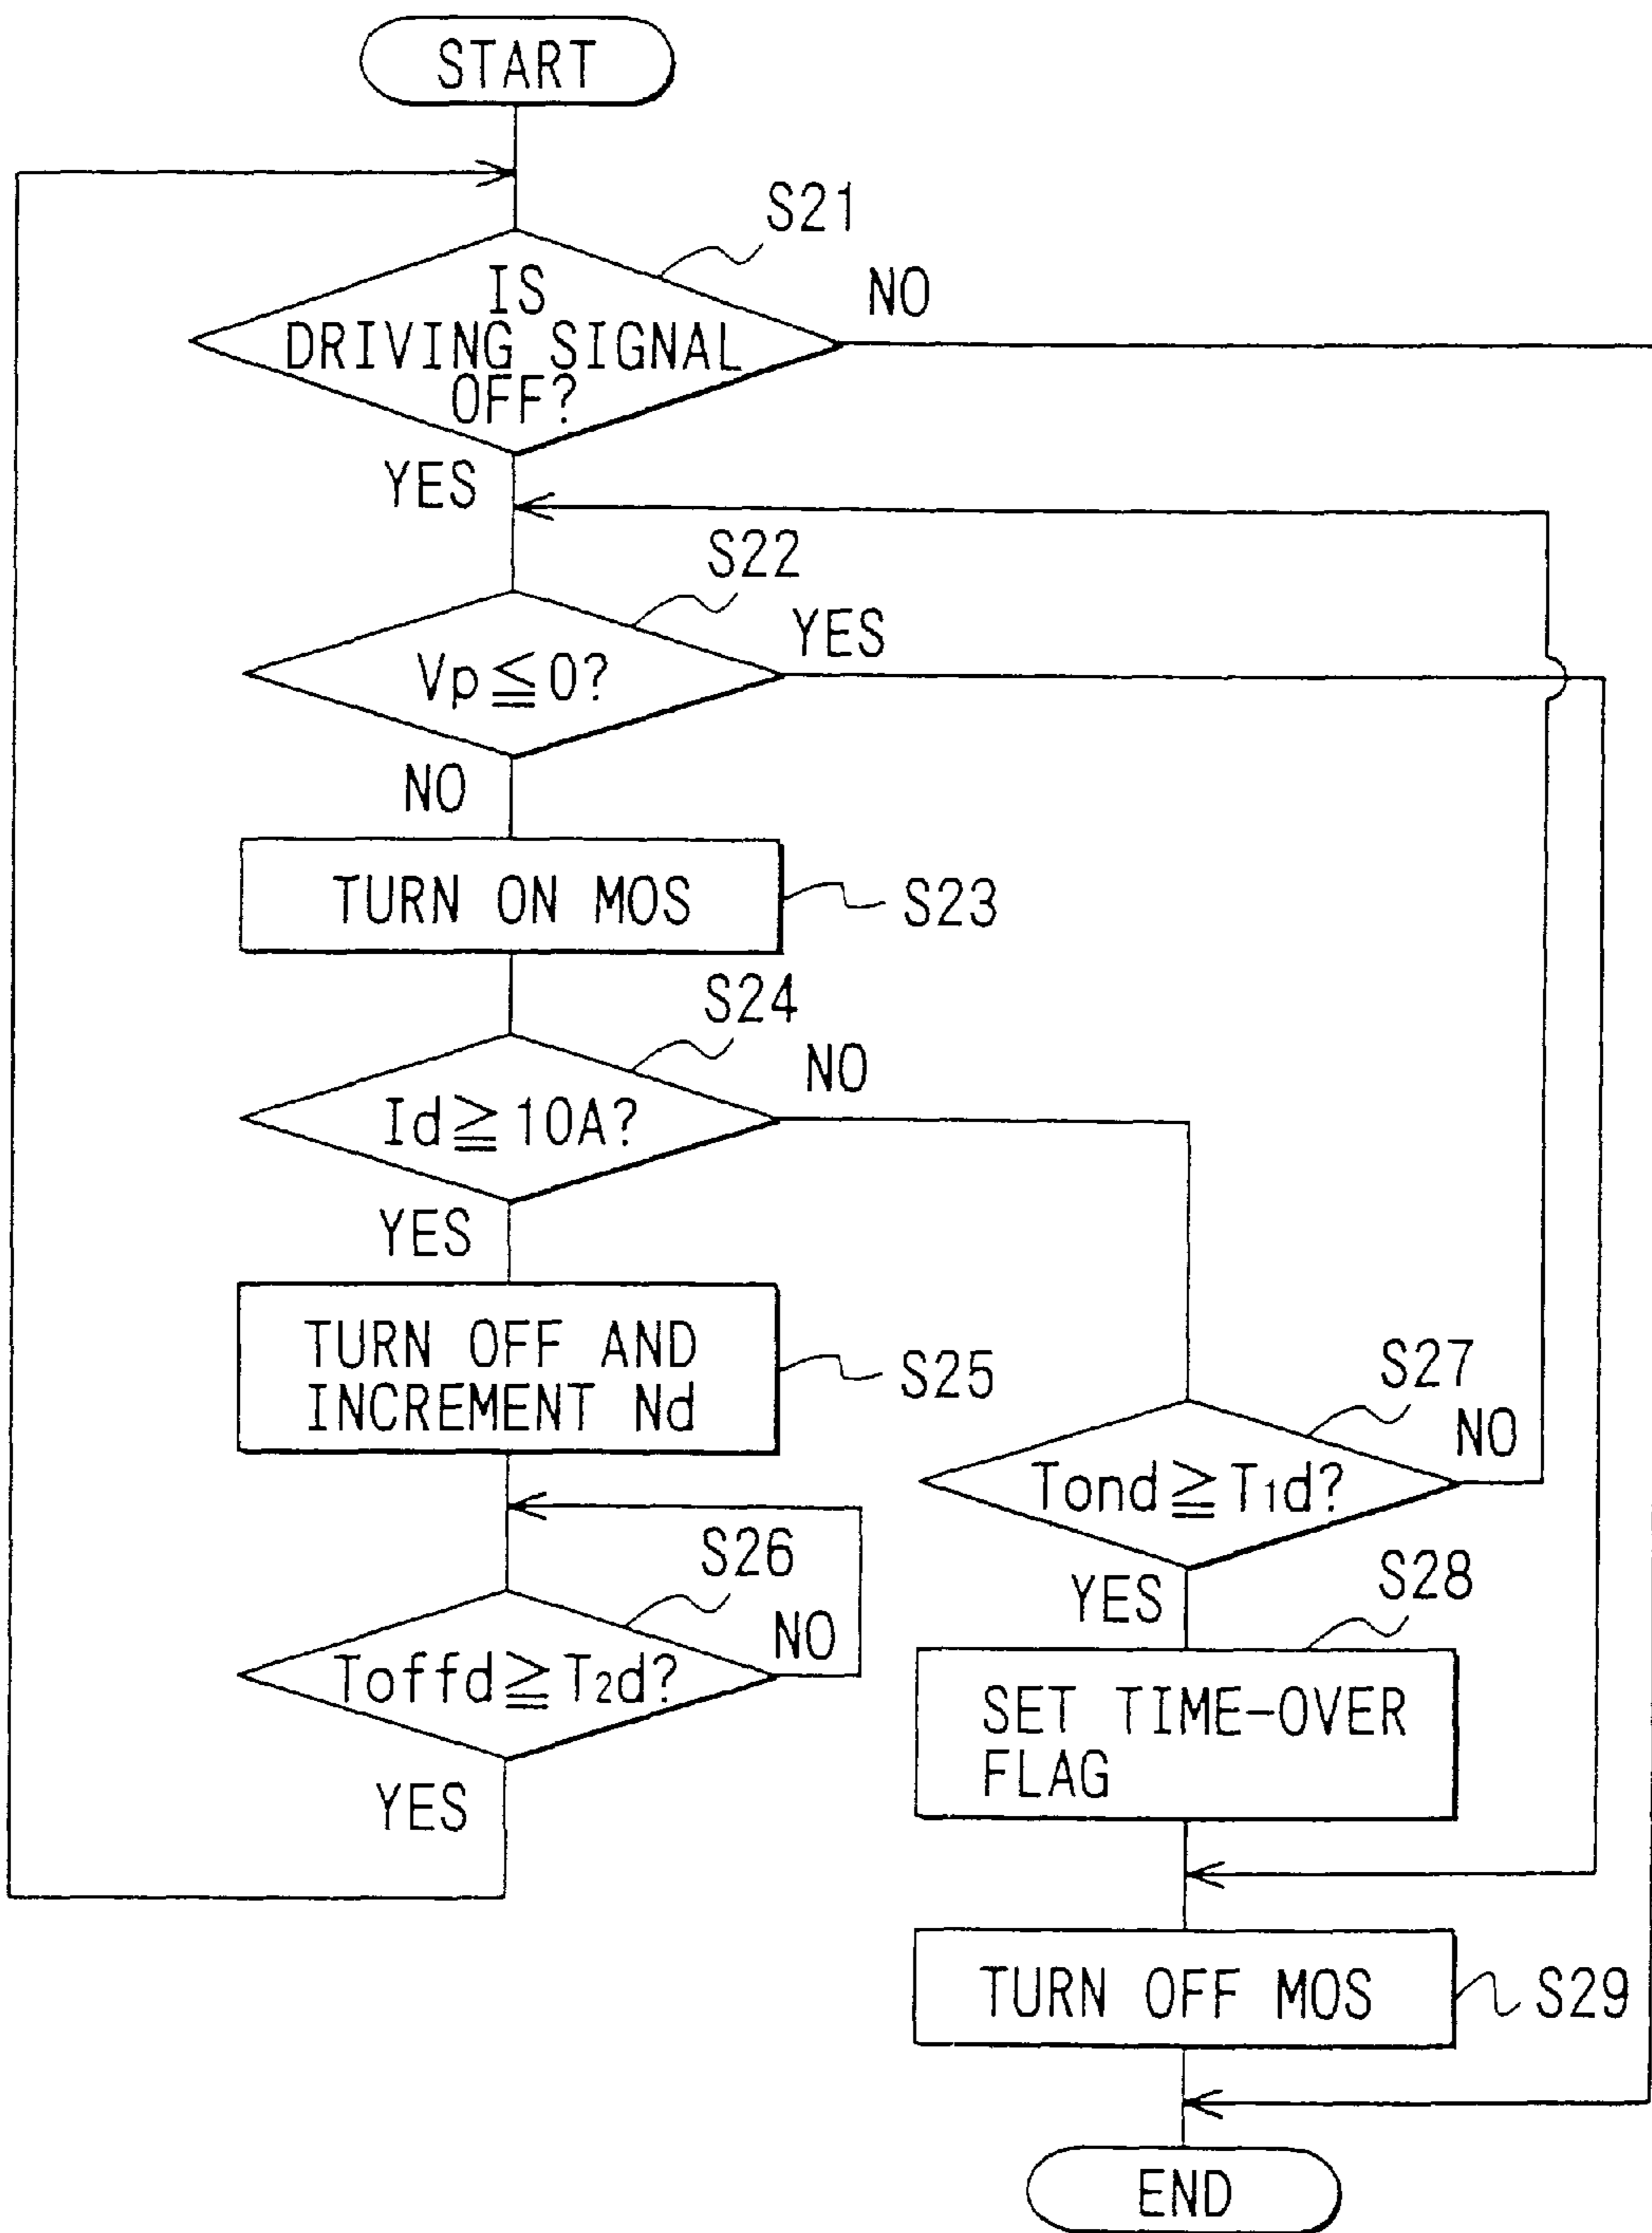 START
S21
IS
DRIVING SIGNAL
OFF?
NO
YES
S22
Vp≦0?
YES
NO
TURN ON MOS
S23
S24
Id≧10A?
NO
YES
TURN OFF AND
INCREMENT Nd
S25
S26
Toffd≧T2d?
NO
YES
S27
Tond≧T1d?
NO
YES
S28
SET TIME-OVER
FLAG
TURN OFF MOS
S29
END